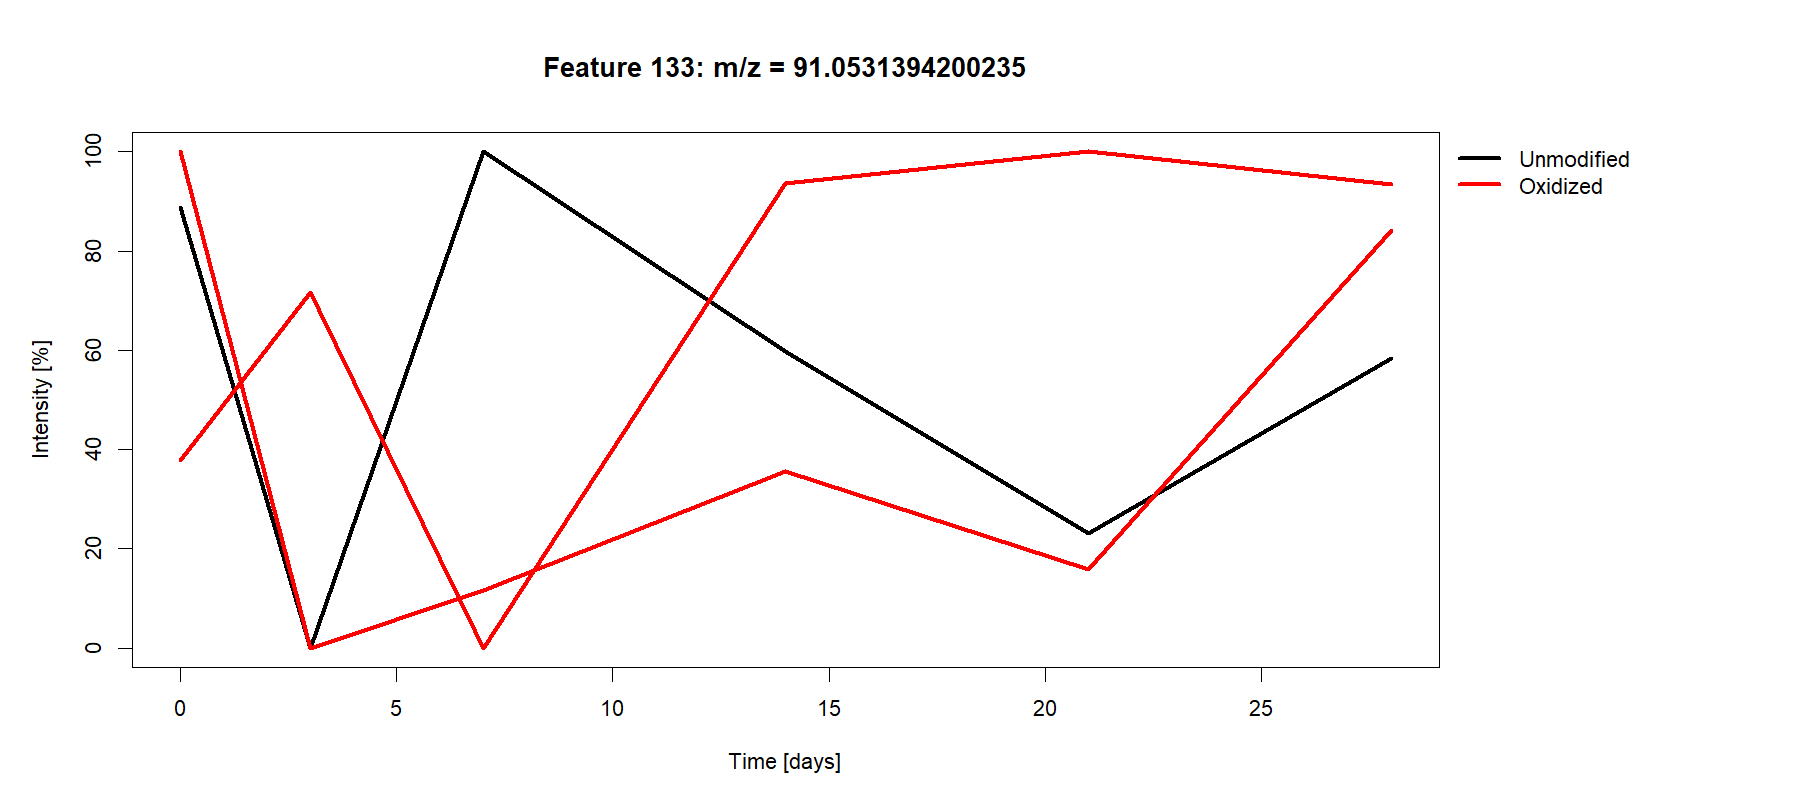 Feature 133: m/z = 91.0531394200235
Unmodified
Oxidized
100
80
60
40
20
0
Intensity [%]
0 5 10 15 20 25
Time [days]